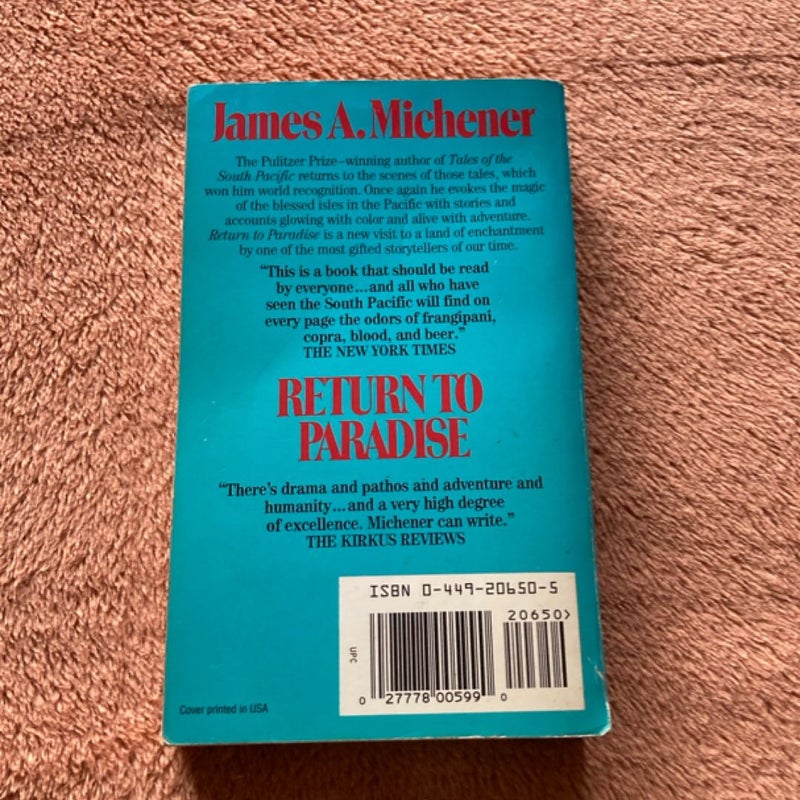 James A. Michener
The Pulitzer Prize–winning author of Tales of the
South Pacific returns to the scenes of those tales, which
won him world recognition. Once again he evokes the magic
of the blessed isles in the Pacific with stories and
accounts glowing with color and alive with adventure.
Return to Paradise is a new visit to a land of enchantment
by one of the most gifted storytellers of our time.
“This is a book that should be read
by everyone...and all who have
seen the South Pacific will find on
every page the odors of frangipani,
copra, blood, and beer.”
THE NEW YORK TIMES
RETURN TO
PARADISE
“There’s drama and pathos and adventure and
humanity...and a very high degree
of excellence. Michener can write.”
THE KIRKUS REVIEWS
ISBN 0-449-20650-5
20650>
UPC
0 27778 00599 0
Cover printed in USA